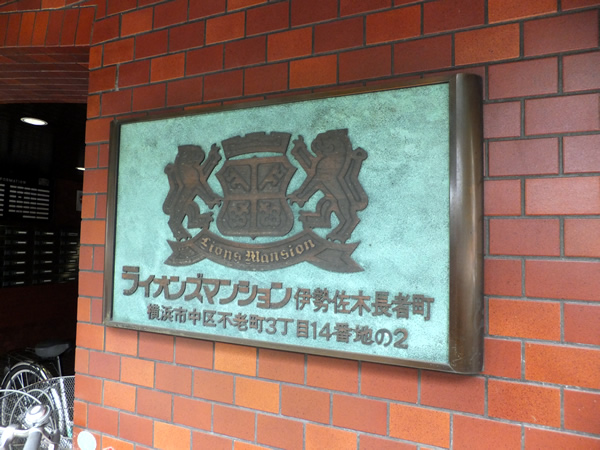 Lions Mansion
ライオンズマンション伊勢佐木長者町
横浜市中区不老町3丁目14番地の2